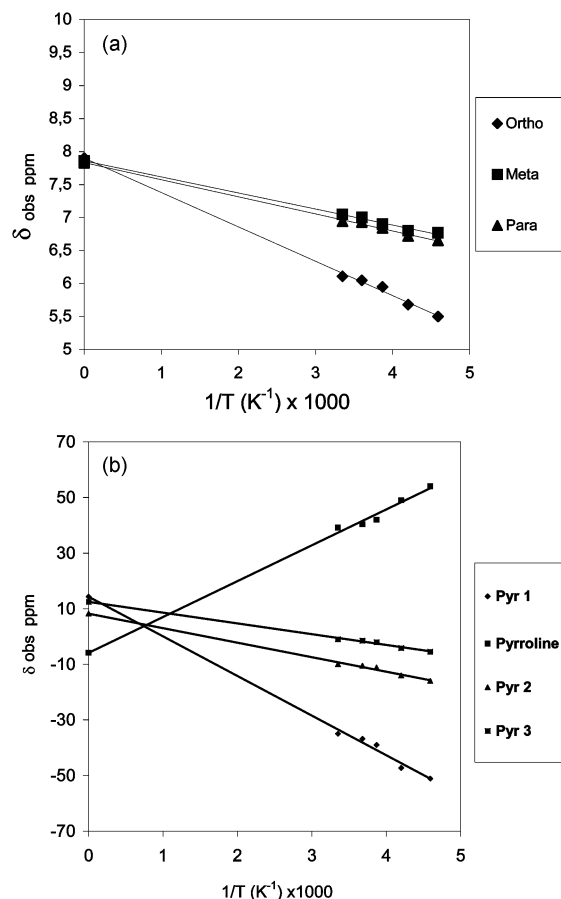 (a)
10
9,5
9
8,5
8
7,5
7
6,5
6
5,5
5
δ obs ppm
0
1
2
3
4
5
1/T (K⁻¹) x 1000
Ortho
Meta
Para
(b)
70
50
30
10
-10
-30
-50
-70
δ obs ppm
0
1
2
3
4
5
1/T (K⁻¹) x1000
Pyr 1
Pyrroline
Pyr 2
Pyr 3